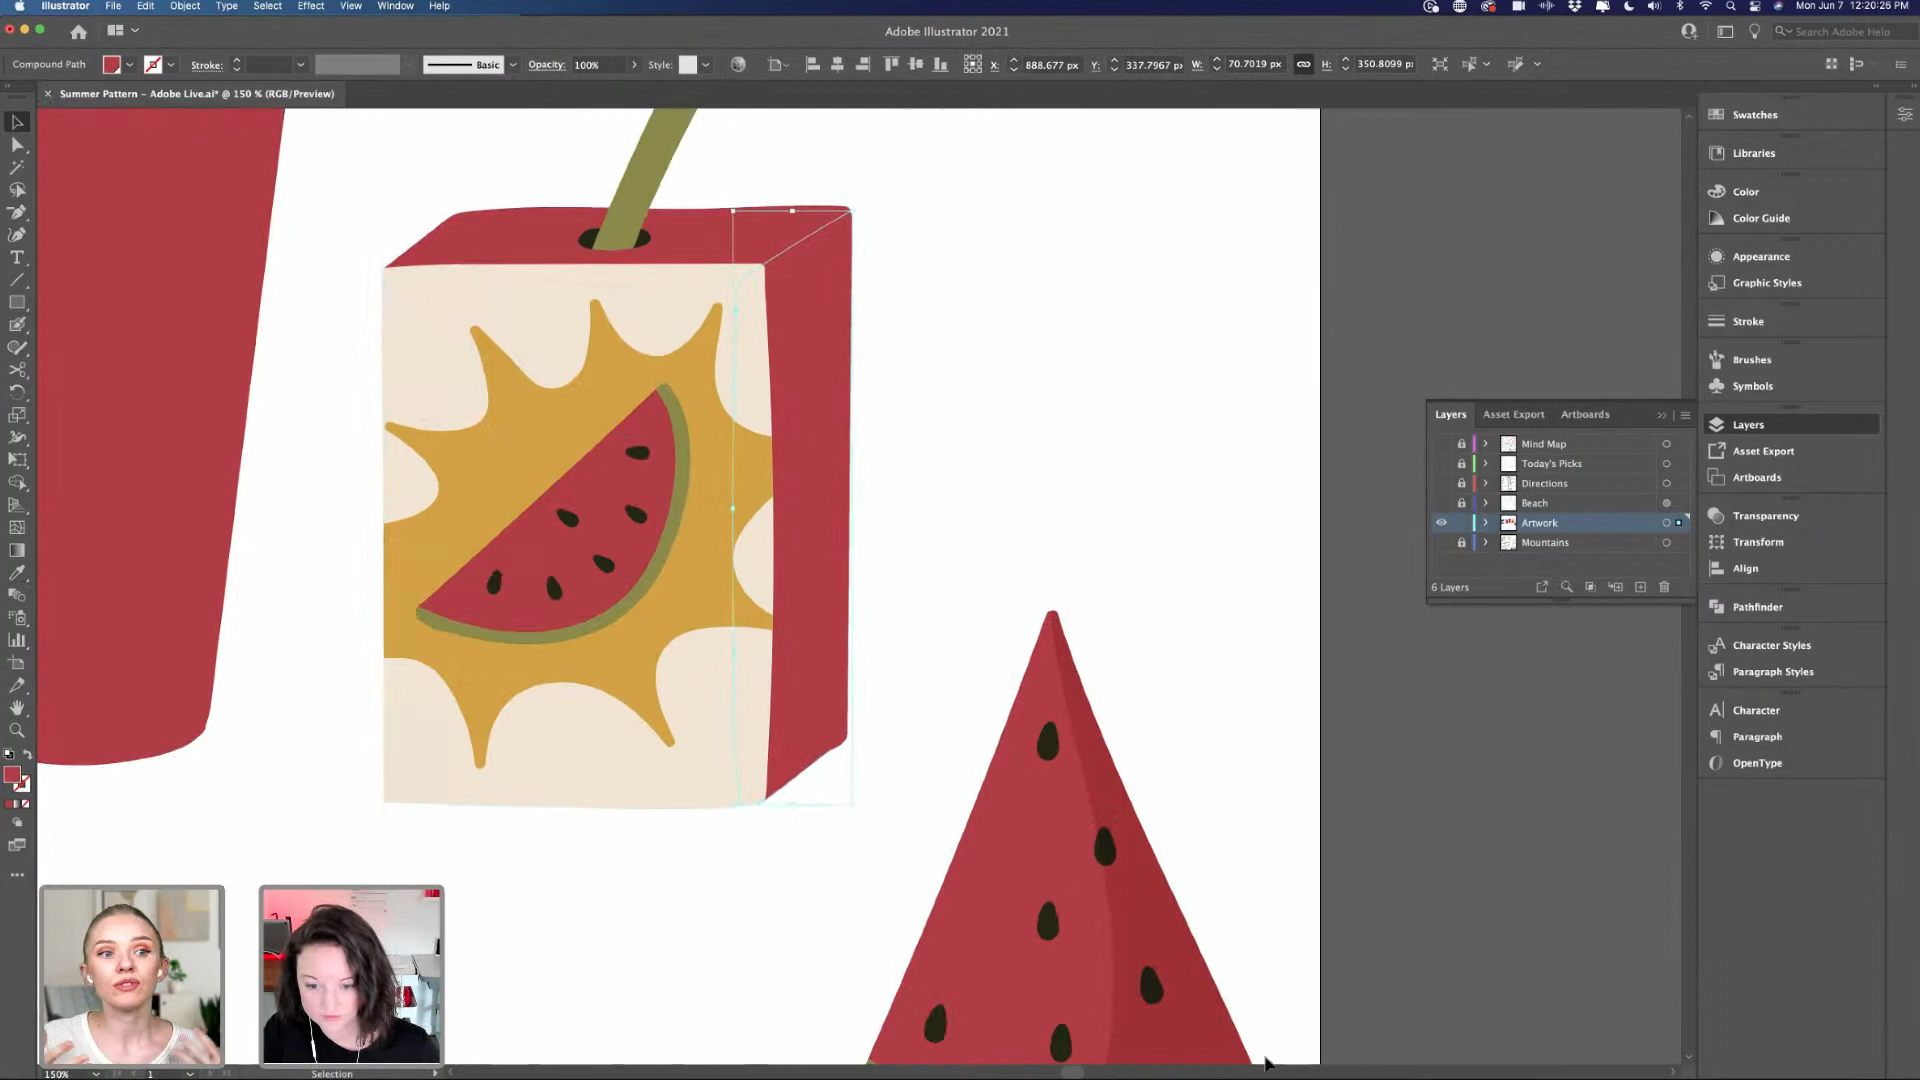 Illustrator File Edit Object Type Select Effect View Window Help Mon Jun 7 12:20:26 PM
Adobe Illustrator 2021 Search Adobe Help
Compound Path Stroke: Basic Opacity: 100% Style: X: 888.677 px Y: 337.7967 px W: 70.7019 px H: 350.8099 px
Summer Pattern - Adobe Live.ai* @ 150 % (RGB/Preview)
Swatches
Libraries
Color
Color Guide
Appearance
Graphic Styles
Stroke
Brushes
Symbols
Layers
Asset Export
Artboards
Transparency
Transform
Align
Pathfinder
Character Styles
Paragraph Styles
Character
Paragraph
OpenType
Layers Asset Export Artboards
Mind Map
Today's Picks
Directions
Beach
Artwork
Mountains
6 Layers
150% 1 Selection